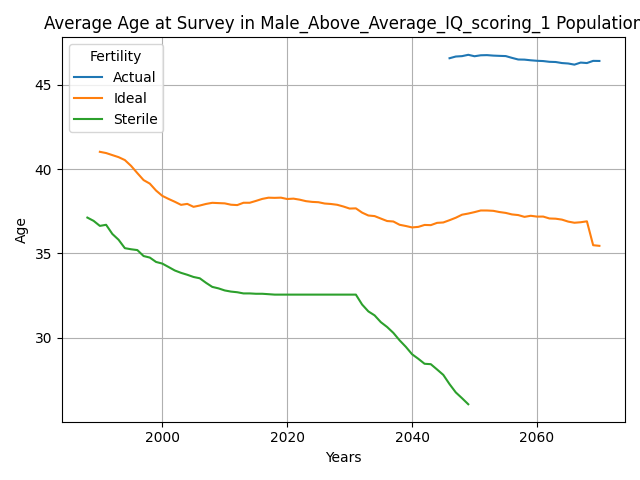 Average Age at Survey in Male_Above_Average_IQ_scoring_1 Population
Fertility
Actual
Ideal
Sterile
45
40
35
30
Age
2000
2020
2040
2060
Years